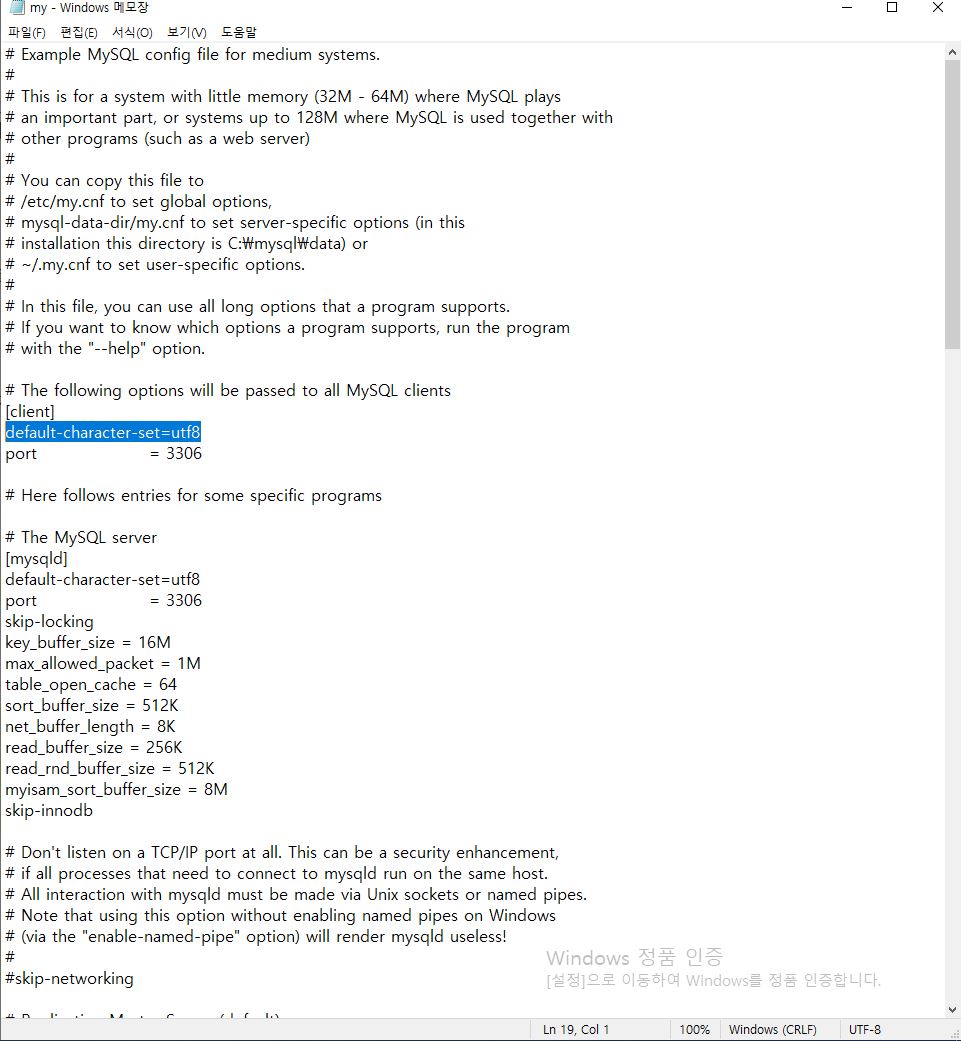 my - Windows 메모장
파일(F) 편집(E) 서식(O) 보기(V) 도움말
# Example MySQL config file for medium systems.
#
# This is for a system with little memory (32M - 64M) where MySQL plays
# an important part, or systems up to 128M where MySQL is used together with
# other programs (such as a web server)
#
# You can copy this file to
# /etc/my.cnf to set global options,
# mysql-data-dir/my.cnf to set server-specific options (in this
# installation this directory is C:₩mysql₩data) or
# ~/.my.cnf to set user-specific options.
#
# In this file, you can use all long options that a program supports.
# If you want to know which options a program supports, run the program
# with the "--help" option.
# The following options will be passed to all MySQL clients
[client]
default-character-set=utf8
port = 3306
# Here follows entries for some specific programs
# The MySQL server
[mysqld]
default-character-set=utf8
port = 3306
skip-locking
key_buffer_size = 16M
max_allowed_packet = 1M
table_open_cache = 64
sort_buffer_size = 512K
net_buffer_length = 8K
read_buffer_size = 256K
read_rnd_buffer_size = 512K
myisam_sort_buffer_size = 8M
skip-innodb
# Don't listen on a TCP/IP port at all. This can be a security enhancement,
# if all processes that need to connect to mysqld run on the same host.
# All interaction with mysqld must be made via Unix sockets or named pipes.
# Note that using this option without enabling named pipes on Windows
# (via the "enable-named-pipe" option) will render mysqld useless!
#
#skip-networking
Windows 정품 인증
[설정]으로 이동하여 Windows를 정품 인증합니다.
# Replication Master Server (default)
Ln 19, Col 1 100% Windows (CRLF) UTF-8